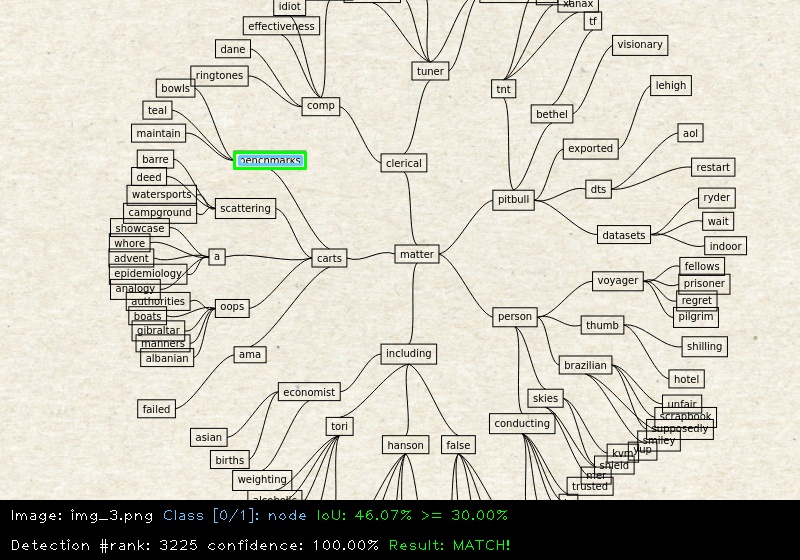 idiot
xanax
effectiveness
tf
dane
visionary
tuner
ringtones
bowls
tnt
lehigh
comp
teal
bethel
maintain
aol
exported
benchmarks
clerical
barre
restart
deed
dts
watersports
pitbull
ryder
scattering
campground
wait
showcase
datasets
whore
indoor
matter
a
carts
advent
fellows
epidemiology
voyager
prisoner
analogy
regret
authorities
oops
boats
person
pilgrim
thumb
gibraltar
manners
shilling
including
ama
albanian
brazilian
hotel
economist
skies
unfair
failed
scrapbook
conducting
tori
supposedly
asian
smiley
hanson
false
yup
kvm
births
shield
weighting
mer
trusted
alcoholic
Image: img_3.png Class [0/1]: node IoU: 46.07% >= 30.00%
Detection #rank: 3225 confidence: 100.00% Result: MATCH!